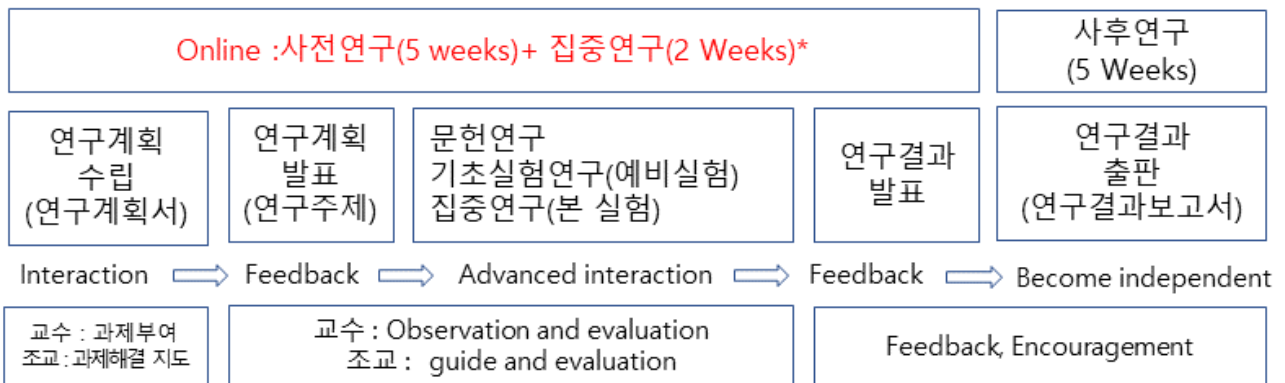 Online :사전연구(5 weeks)+ 집중연구(2 Weeks)*
사후연구
(5 Weeks)
연구계획
수립
(연구계획서)
연구계획
발표
(연구주제)
문헌연구
기초실험연구(예비실험)
집중연구(본 실험)
연구결과
발표
연구결과
출판
(연구결과보고서)
Interaction
Feedback
Advanced interaction
Feedback
Become independent
교수 : 과제부여
조교 : 과제해결 지도
교수 : Observation and evaluation
조교 : guide and evaluation
Feedback, Encouragement